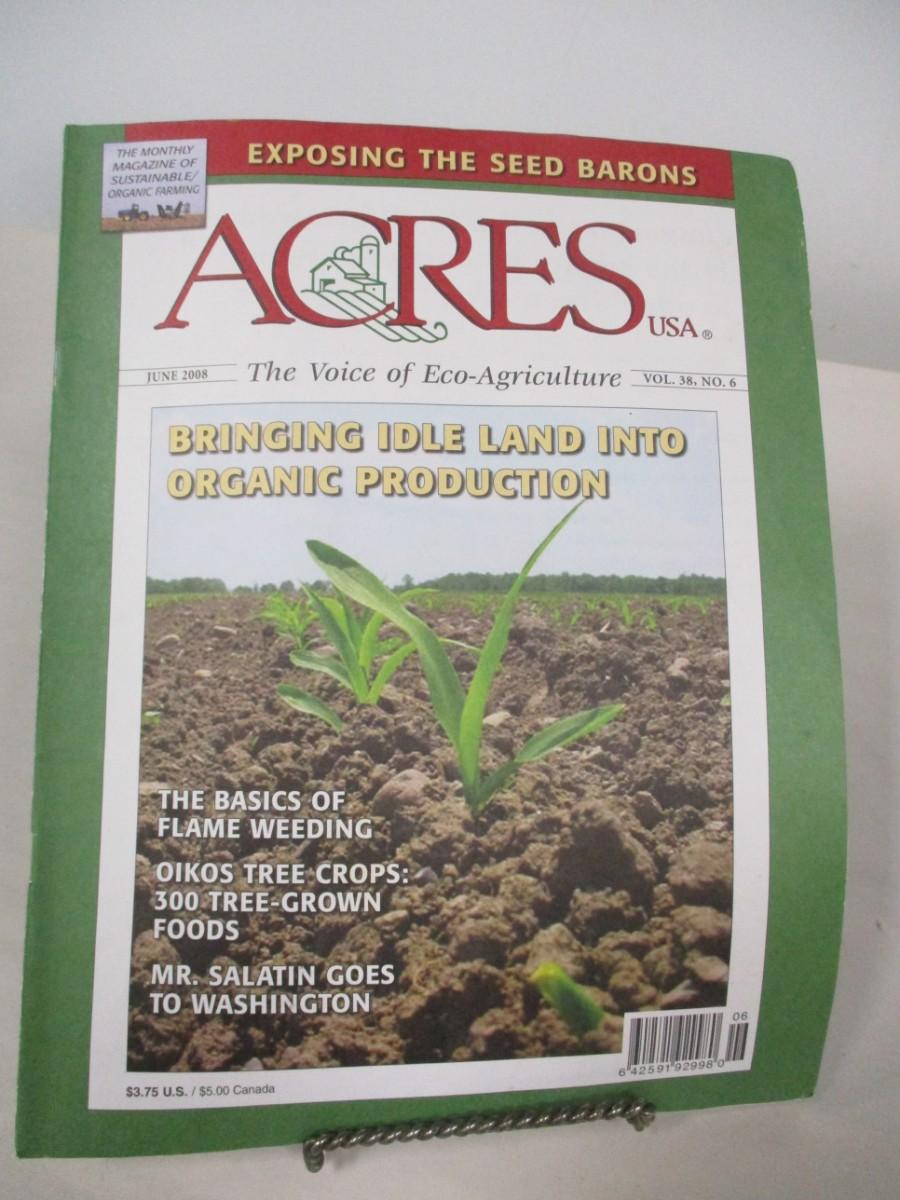 EXPOSING THE SEED BARONS
THE MONTHLY
MAGAZINE OF
SUSTAINABLE/
ORGANIC FARMING
ACRES
USA®
JUNE 2008
The Voice of Eco-Agriculture
VOL. 38, NO. 6
BRINGING IDLE LAND INTO
ORGANIC PRODUCTION
THE BASICS OF
FLAME WEEDING
OIKOS TREE CROPS:
300 TREE-GROWN
FOODS
MR. SALATIN GOES
TO WASHINGTON
06
6 42591 92998 0
$3.75 U.S. / $5.00 Canada